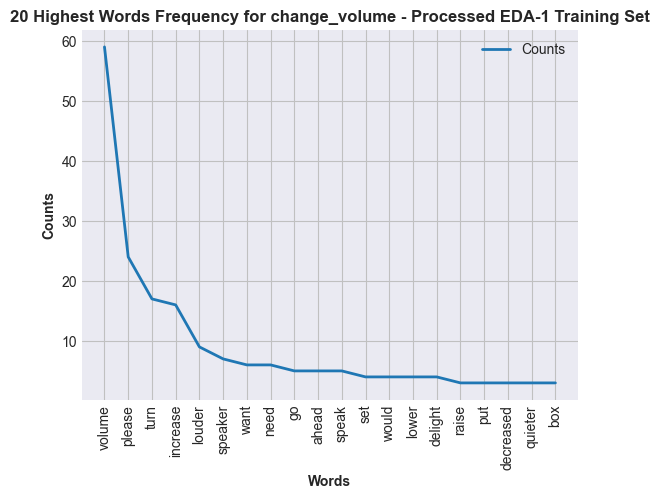 20 Highest Words Frequency for change_volume - Processed EDA-1 Training Set
Counts
60
50
40
30
20
10
Counts
volume
please
turn
increase
louder
speaker
want
need
go
ahead
speak
set
would
lower
delight
raise
put
decreased
quieter
box
Words